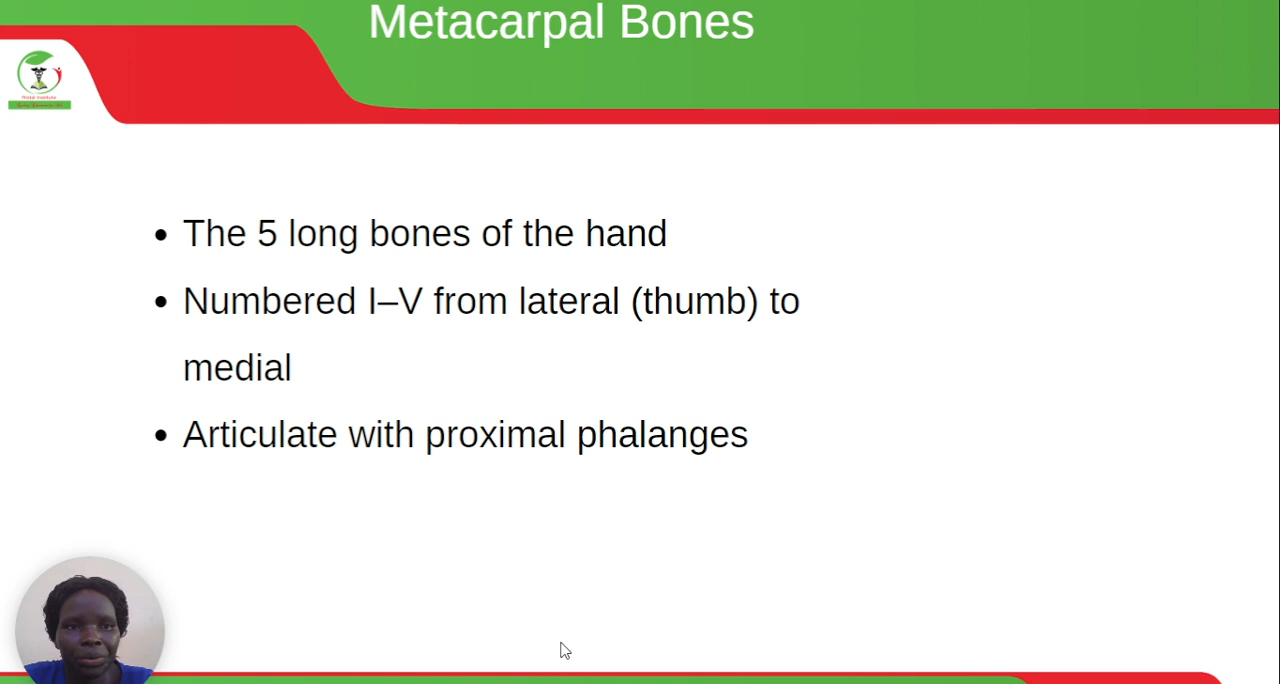 Metacarpal Bones
• The 5 long bones of the hand
• Numbered I–V from lateral (thumb) to
medial
• Articulate with proximal phalanges